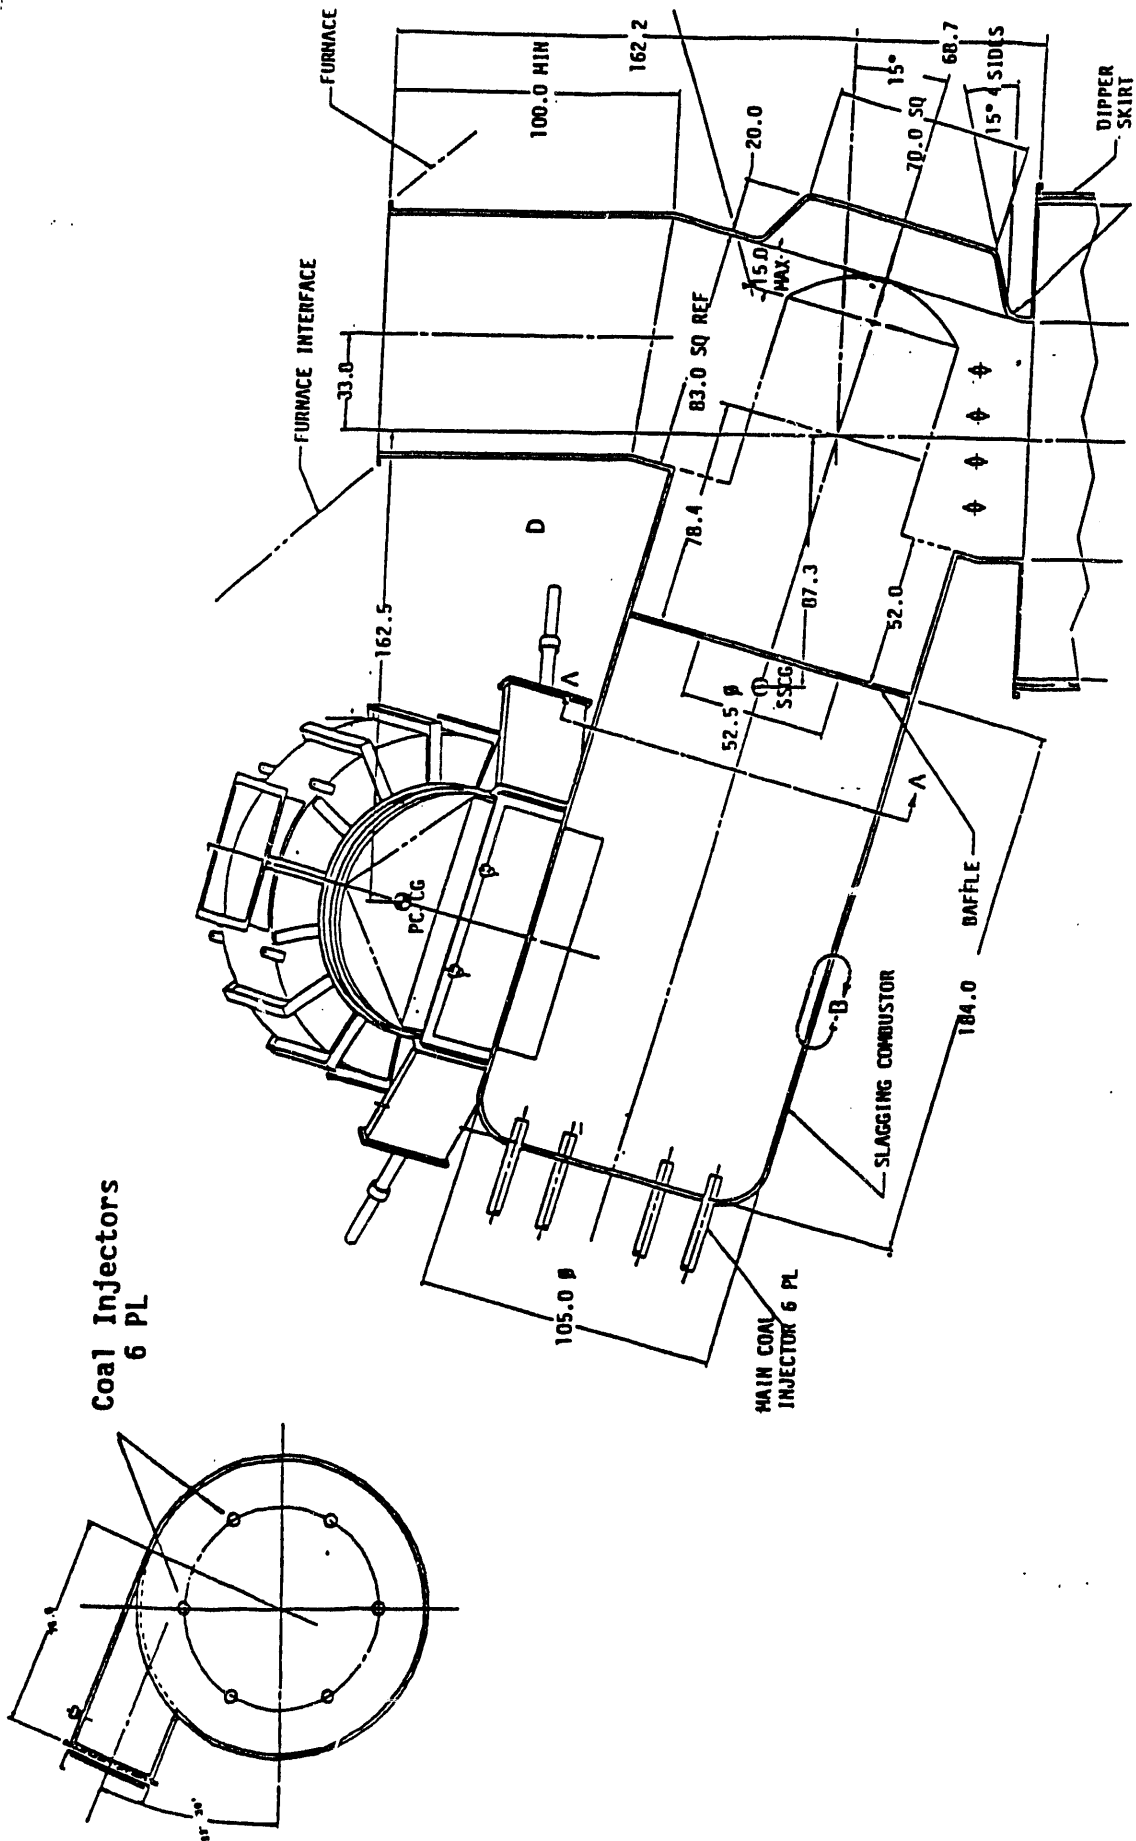 Coal Injectors
6 PL
FURNACE
FURNACE INTERFACE
162.2
100.0 MIN
68.7
15°
15° 4 SIDES
70.0 SQ
20.0
DIPPER
SKIRT
33.0
15.0
MAX
83.0 SQ REF
162.5
D
78.4
87.3
52.0
52.5 Ø
SSCG
A
A
PC CG
B
BAFFLE
184.0
SLAGGING COMBUSTOR
105.0 Ø
MAIN COAL
INJECTOR 6 PL